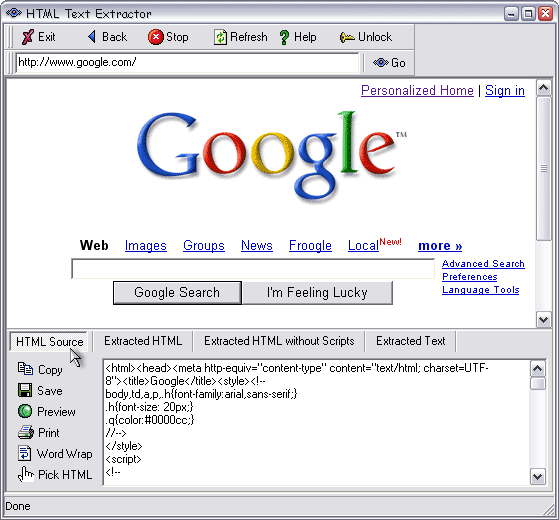 HTML Text Extractor
Exit Back Stop Refresh Help Unlock
http://www.google.com/ Go
Personalized Home | Sign in
Google™
Web Images Groups News Froogle Local New! more »
Advanced Search
Preferences
Language Tools
Google Search I'm Feeling Lucky
HTML Source Extracted HTML Extracted HTML without Scripts Extracted Text
Copy
Save
Preview
Print
Word Wrap
Pick HTML
<html><head><meta http-equiv="content-type" content="text/html; charset=UTF-
8"><title>Google</title><style><!--
body,td,a,p,.h{font-family:arial,sans-serif;}
.h{font-size: 20px;}
.q{color:#0000cc;}
//-->
</style>
<script>
<!--
Done